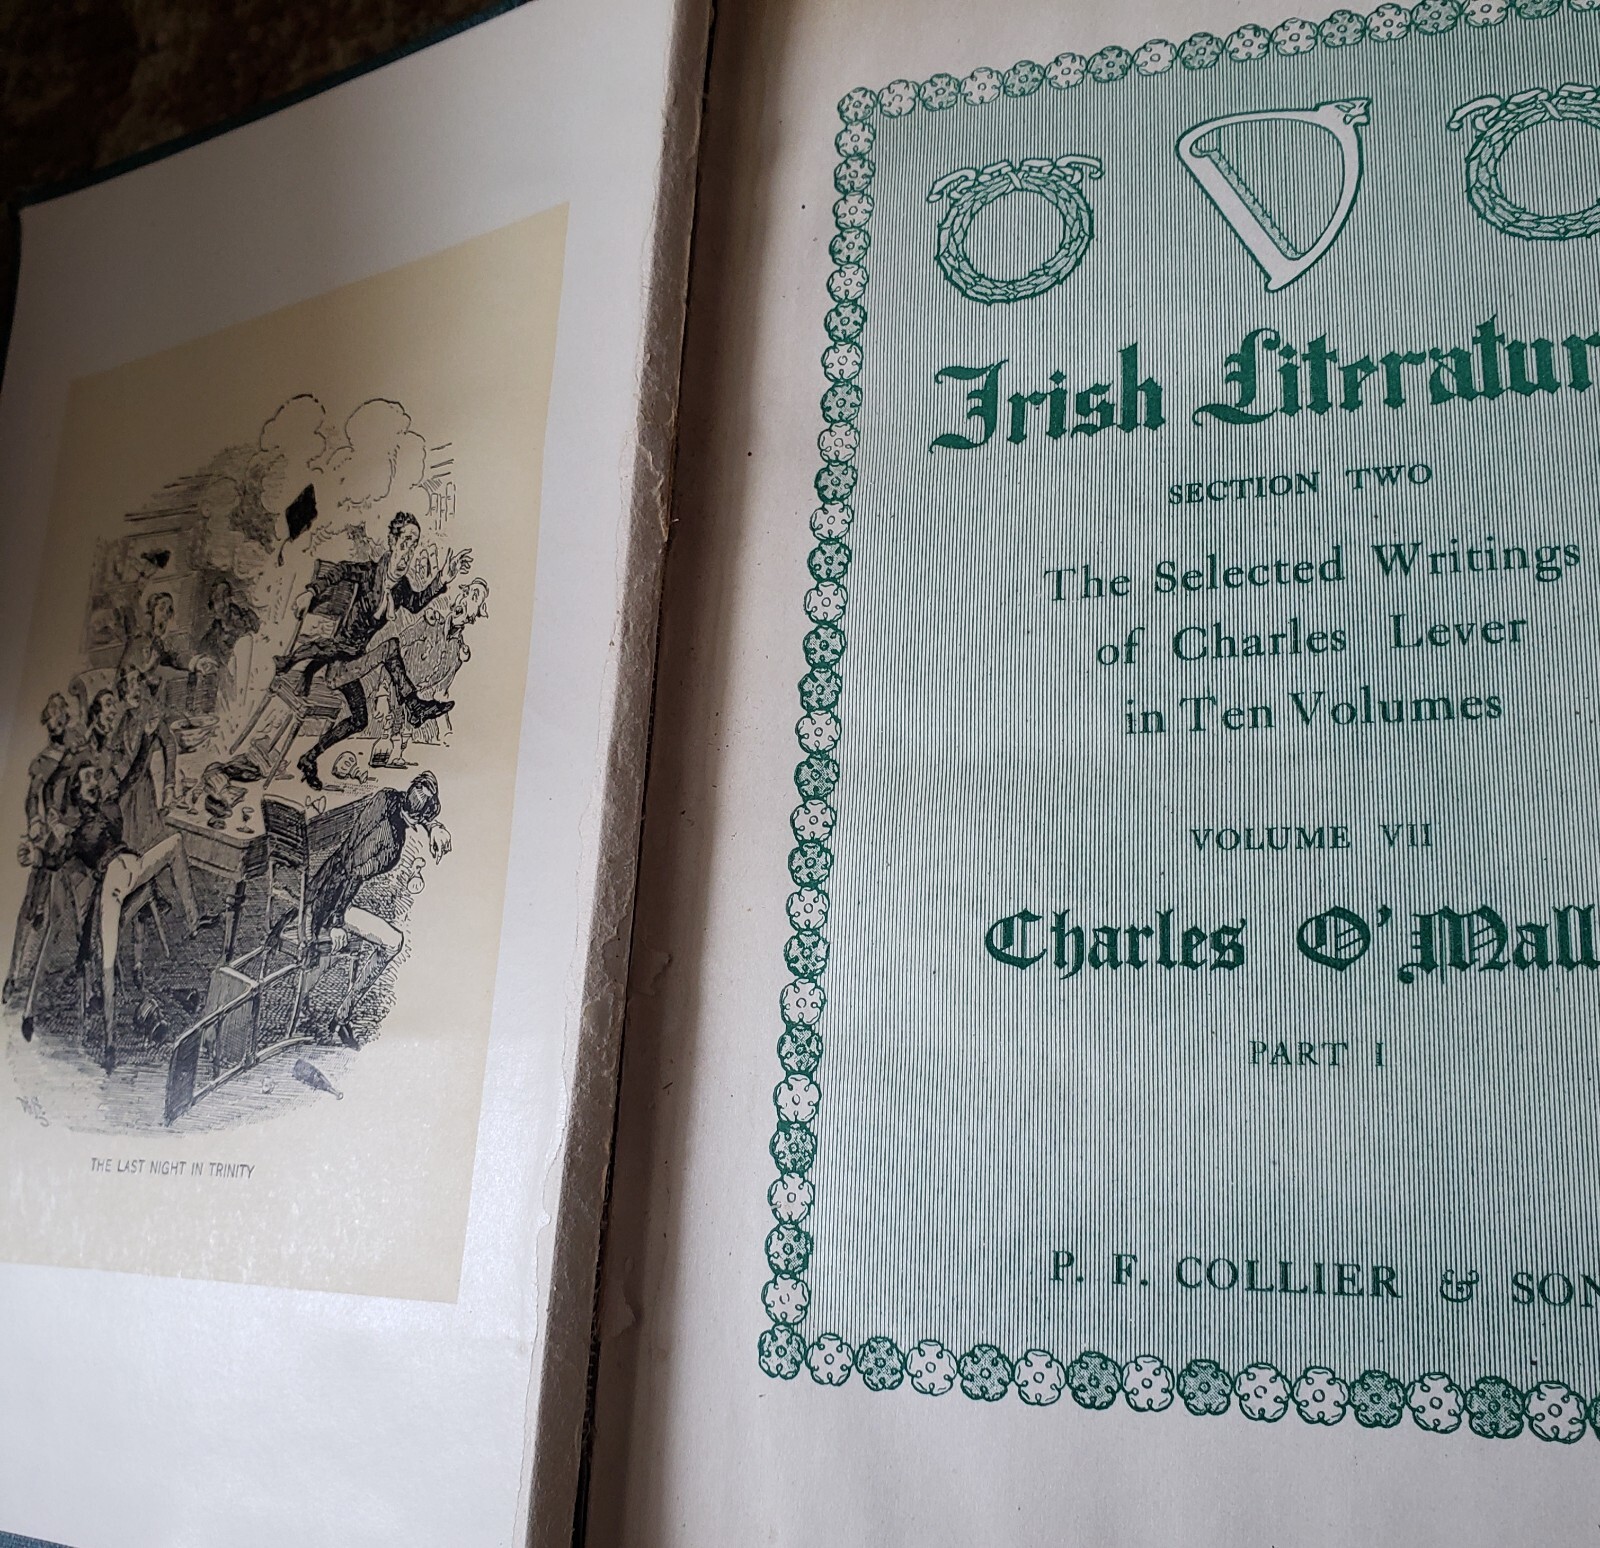 THE LAST NIGHT IN TRINITY
Irish Literatur
SECTION TWO
The Selected Writings
of Charles Lever
in Ten Volumes
VOLUME VII
Charles O'Mall
PART I
P. F. COLLIER & SON